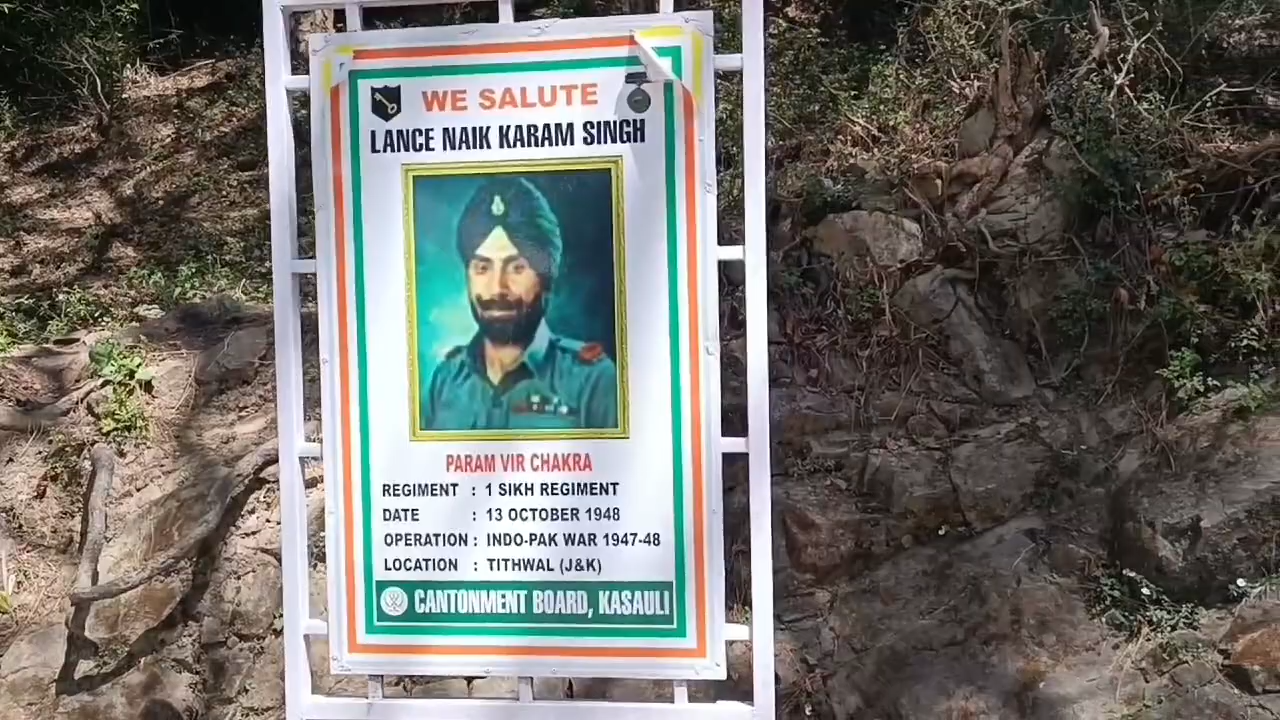 WE SALUTE
LANCE NAIK KARAM SINGH
PARAM VIR CHAKRA
REGIMENT : 1 SIKH REGIMENT
DATE : 13 OCTOBER 1948
OPERATION : INDO-PAK WAR 1947-48
LOCATION : TITHWAL (J&K)
CANTONMENT BOARD, KASAULI